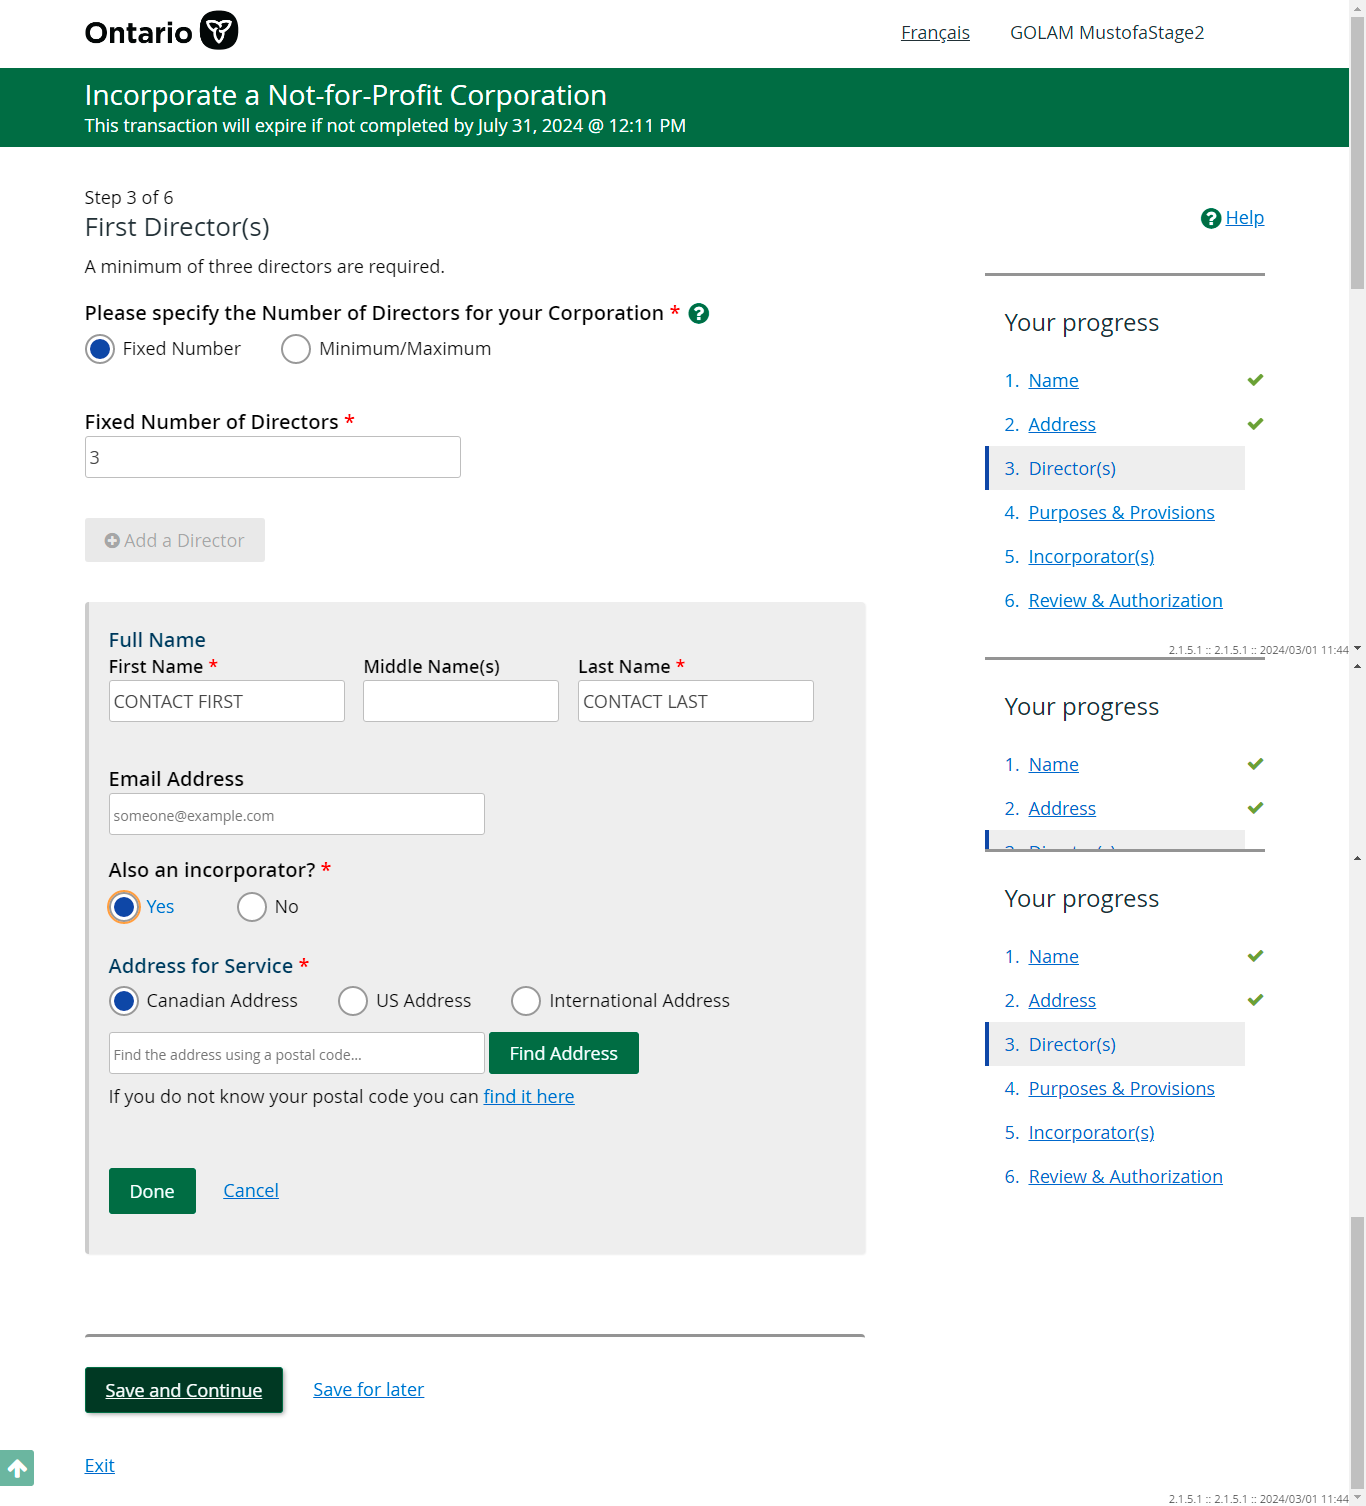 Ontario
Français
GOLAM MustofaStage2
Incorporate a Not-for-Profit Corporation
This transaction will expire if not completed by July 31, 2024 @ 12:11 PM
Step 3 of 6
First Director(s)
A minimum of three directors are required.
Please specify the Number of Directors for your Corporation * ?
Fixed Number
Minimum/Maximum
Fixed Number of Directors *
3
Add a Director
Full Name
First Name *
Middle Name(s)
Last Name *
CONTACT FIRST
CONTACT LAST
Email Address
someone@example.com
Also an incorporator? *
Yes
No
Address for Service *
Canadian Address
US Address
International Address
Find the address using a postal code...
Find Address
If you do not know your postal code you can find it here
Done
Cancel
Save and Continue
Save for later
Exit
? Help
Your progress
1. Name
2. Address
3. Director(s)
4. Purposes & Provisions
5. Incorporator(s)
6. Review & Authorization
2.1.5.1 :: 2.1.5.1 :: 2024/03/01 11:44
Your progress
1. Name
2. Address
3. Director(s)
Your progress
1. Name
2. Address
3. Director(s)
4. Purposes & Provisions
5. Incorporator(s)
6. Review & Authorization
2.1.5.1 :: 2.1.5.1 :: 2024/03/01 11:44